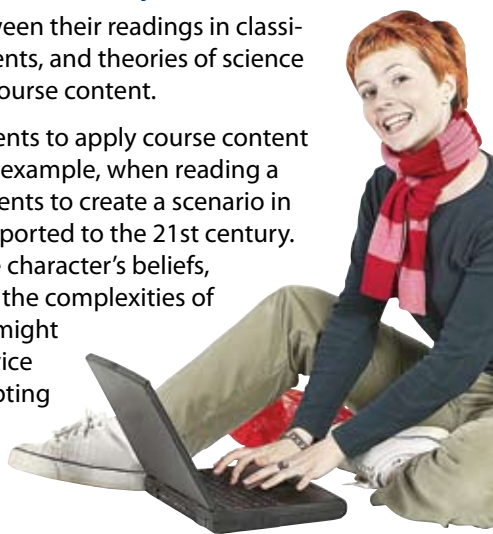 ween their readings in classi-
ents, and theories of science
ourse content.
ents to apply course content
example, when reading a
ents to create a scenario in
ported to the 21st century.
e character’s beliefs,
the complexities of
might
vice
pting